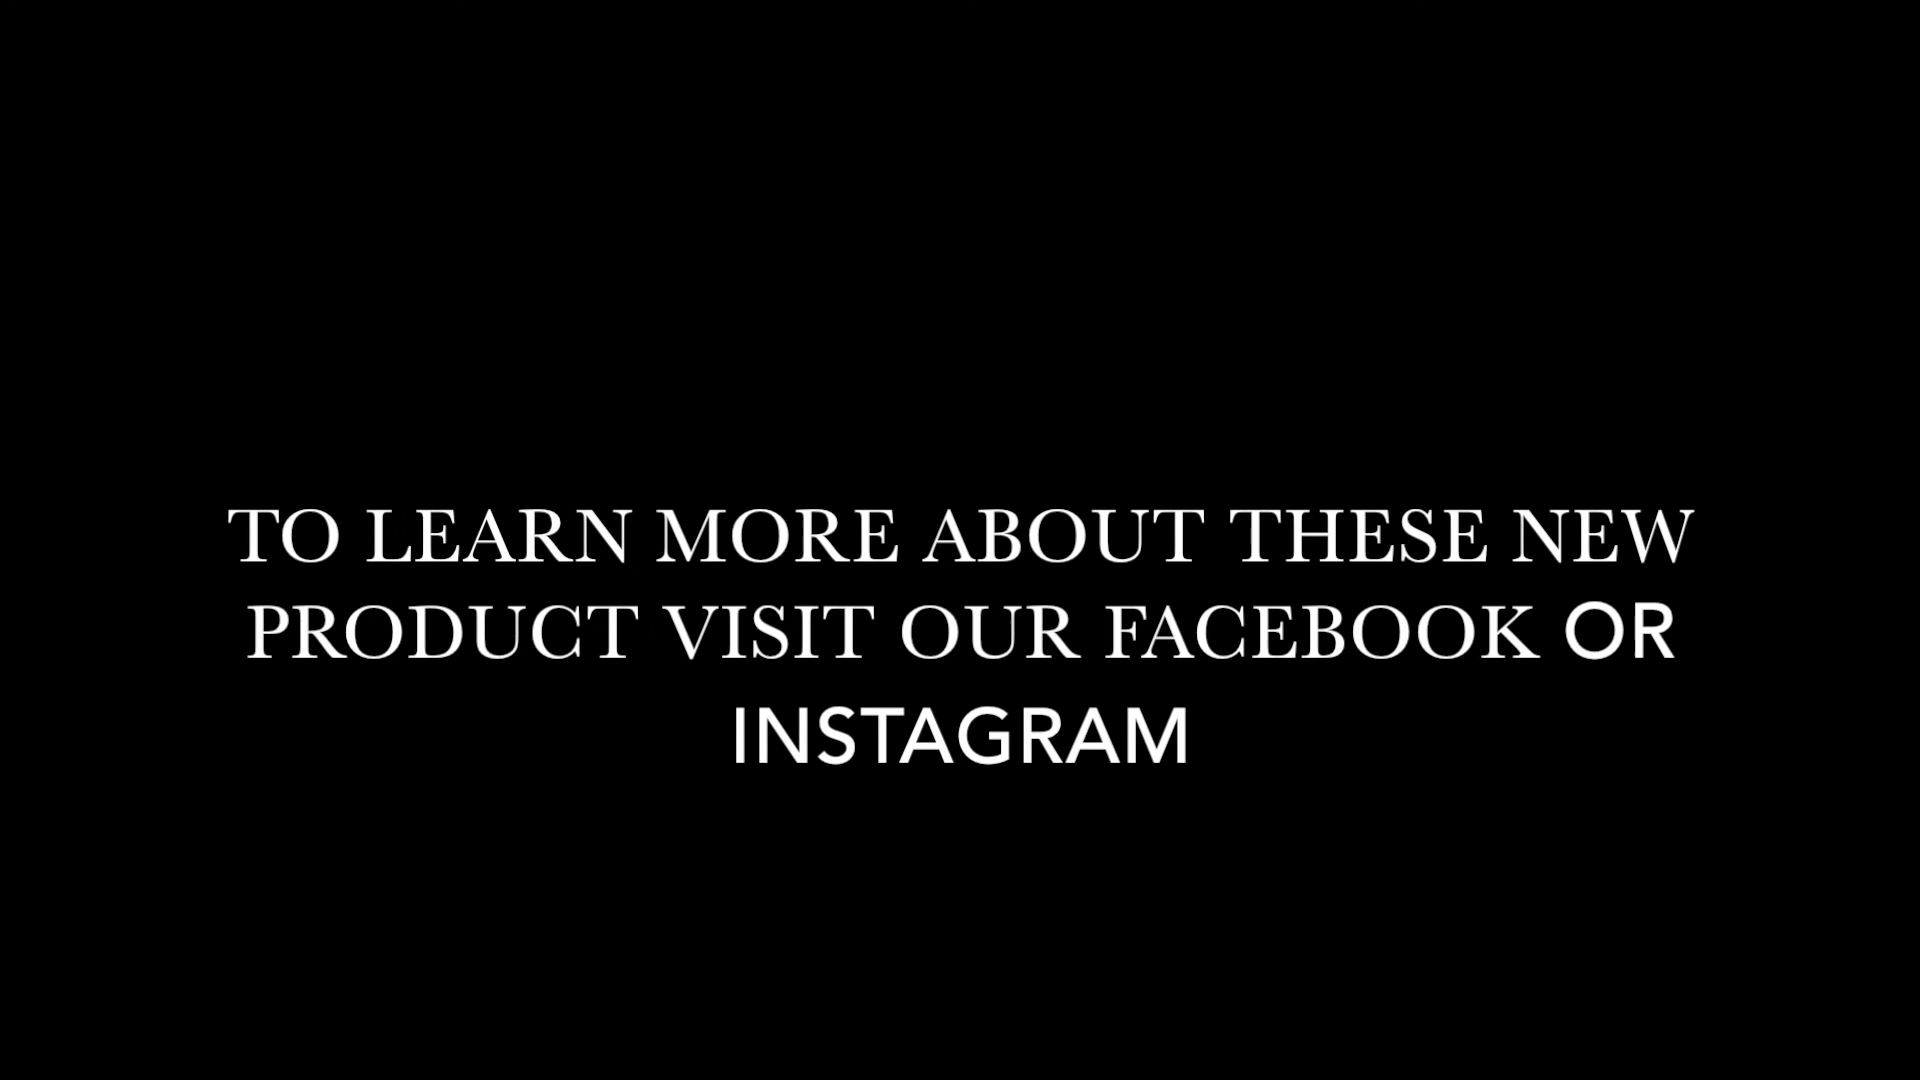 TO LEARN MORE ABOUT THESE NEW
PRODUCT VISIT OUR FACEBOOK OR
INSTAGRAM